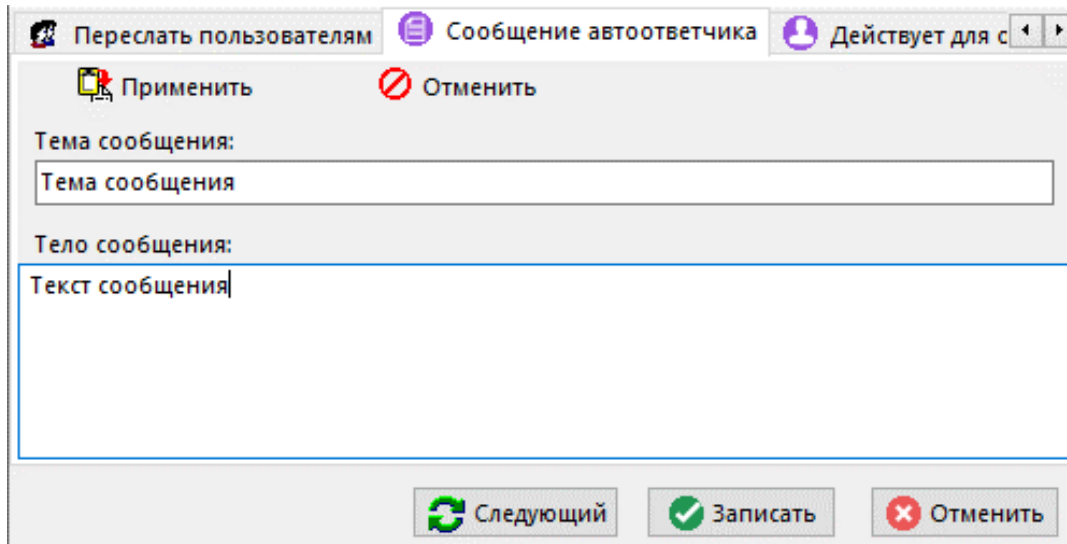 Переслать пользователям Сообщение автоответчика Действует для с
Применить Отменить
Тема сообщения:
Тема сообщения
Тело сообщения:
Текст сообщения
Следующий Записать Отменить